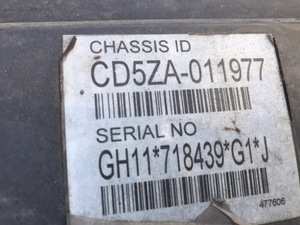 CHASSIS ID
CD5ZA-011977
SERIAL NO
GH11*718439*G1*J
477606